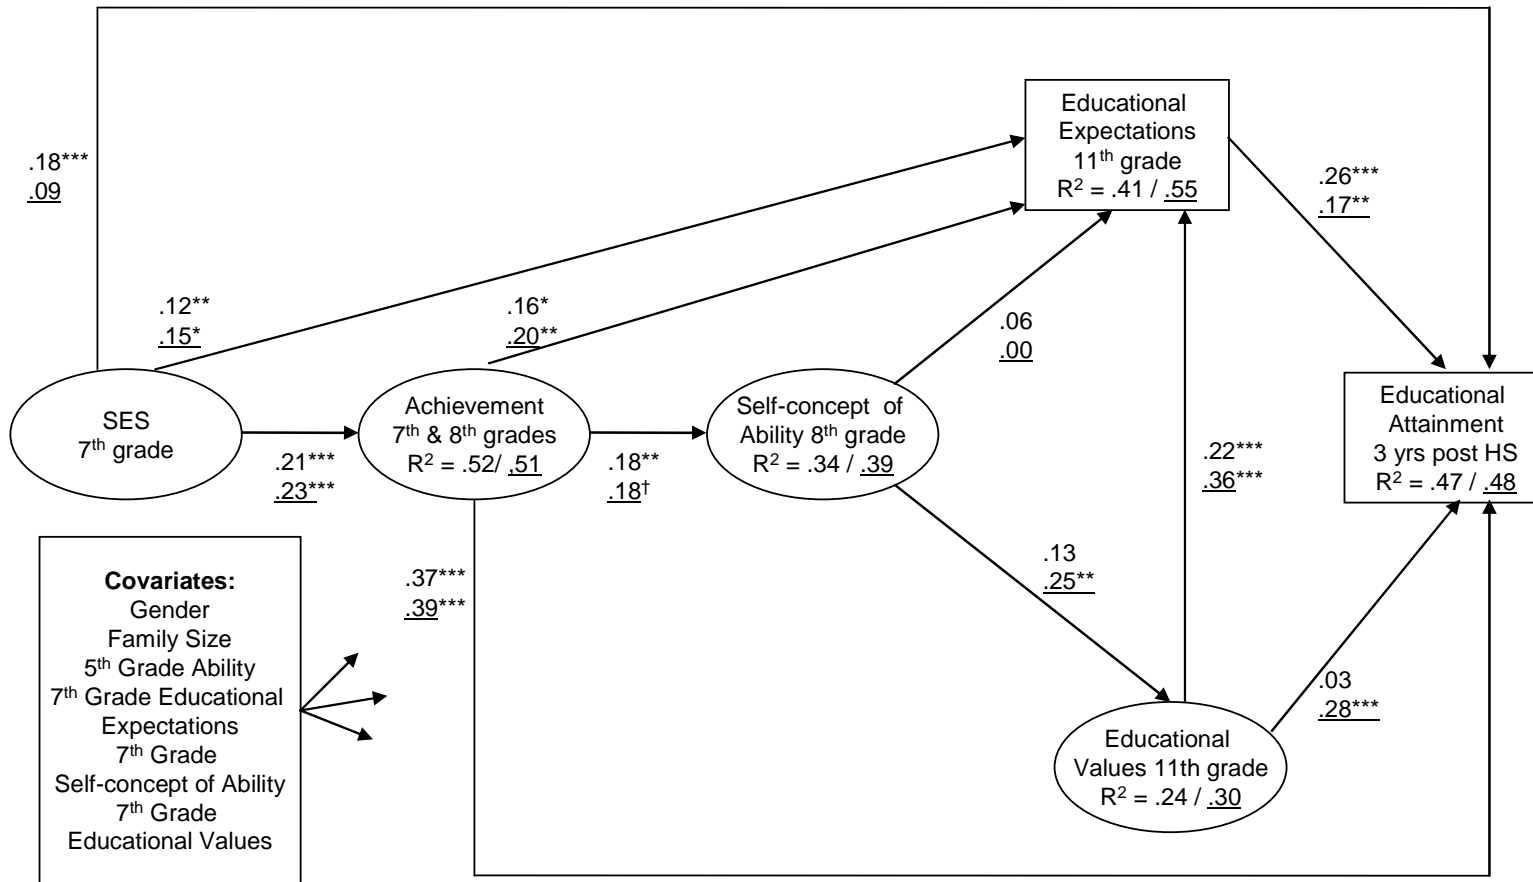 Educational
Expectations
11th grade
R² = .41 / .55
.18***
.09
.26***
.17**
.12**
.15*
.16*
.20**
.06
.00
SES
7th grade
Achievement
7th & 8th grades
R² = .52/ .51
Self-concept of
Ability 8th grade
R² = .34 / .39
Educational
Attainment
3 yrs post HS
R² = .47 / .48
.21***
.23***
.18**
.18†
.22***
.36***
Covariates:
Gender
Family Size
5th Grade Ability
7th Grade Educational
Expectations
7th Grade
Self-concept of Ability
7th Grade
Educational Values
.37***
.39***
.13
.25**
.03
.28***
Educational
Values 11th grade
R² = .24 / .30